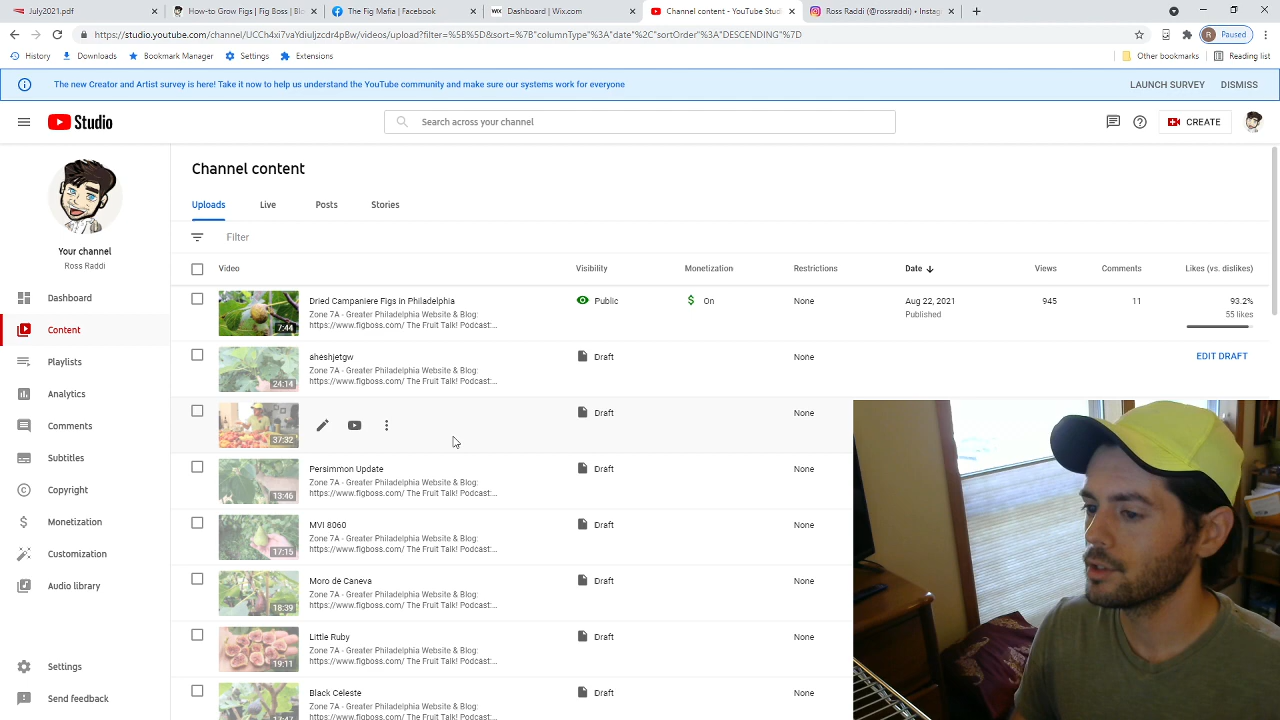 July2021.pdf
How-to Grow Figs | Fig Boss | Blo
The Fig Mafia | Facebook
WIX Dashboard | Wix.com
Channel content - YouTube Studio
Ross Raddi (@rossraddi) • Instag
https://studio.youtube.com/channel/UCCh4xi7vaYdiuljzcdr4pBw/videos/upload?filter=%5B%5D&sort=%7B"columnType"%3A"date"%2C"sortOrder"%3A"DESCENDING"%7D
R Paused
History Downloads Bookmark Manager Settings Extensions Other bookmarks Reading list
The new Creator and Artist survey is here! Take it now to help us understand the YouTube community and make sure our systems work for everyone LAUNCH SURVEY DISMISS
Studio Search across your channel CREATE
Your channel
Ross Raddi
Dashboard
Content
Playlists
Analytics
Comments
Subtitles
Copyright
Monetization
Customization
Audio library
Settings
Send feedback
Channel content
Uploads Live Posts Stories
Filter
Video Visibility Monetization Restrictions Date Views Comments Likes (vs. dislikes)
Dried Campaniere Figs in Philadelphia Public $ On None Aug 22, 2021 945 11 93.2%
Zone 7A - Greater Philadelphia Website & Blog: Published 55 likes
https://www.figboss.com/ The Fruit Talk! Podcast:...
7:44
aheshjetgw Draft None EDIT DRAFT
Zone 7A - Greater Philadelphia Website & Blog:
https://www.figboss.com/ The Fruit Talk! Podcast:...
24:14
Draft None
37:32
Persimmon Update Draft None
Zone 7A - Greater Philadelphia Website & Blog:
https://www.figboss.com/ The Fruit Talk! Podcast:...
13:46
MVI 8060 Draft None
Zone 7A - Greater Philadelphia Website & Blog:
https://www.figboss.com/ The Fruit Talk! Podcast:...
17:15
Moro de Caneva Draft None
Zone 7A - Greater Philadelphia Website & Blog:
https://www.figboss.com/ The Fruit Talk! Podcast:...
18:39
Little Ruby Draft None
Zone 7A - Greater Philadelphia Website & Blog:
https://www.figboss.com/ The Fruit Talk! Podcast:...
19:11
Black Celeste Draft None
Zone 7A - Greater Philadelphia Website & Blog:
https://www.figboss.com/ The Fruit Talk! Podcast:...